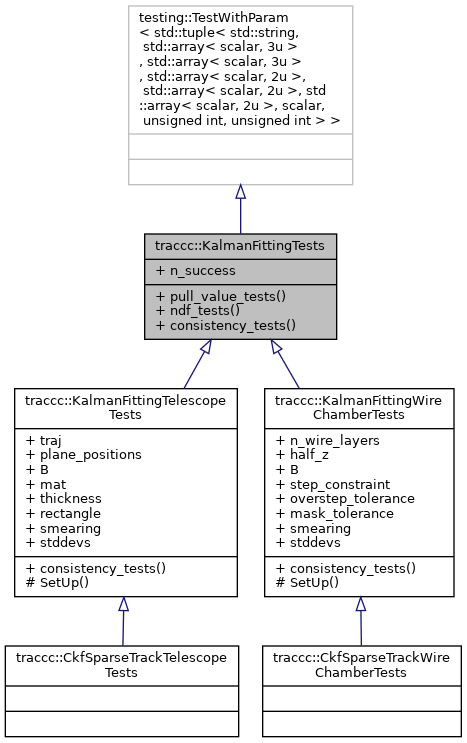 testing::TestWithParam
< std::tuple< std::string,
std::array< scalar, 3u >
, std::array< scalar, 3u >
, std::array< scalar, 2u >,
std::array< scalar, 2u >, std
::array< scalar, 2u >, scalar,
unsigned int, unsigned int > >
traccc::KalmanFittingTests
+ n_success
+ pull_value_tests()
+ ndf_tests()
+ consistency_tests()
traccc::KalmanFittingTelescope
Tests
+ traj
+ plane_positions
+ B
+ mat
+ thickness
+ rectangle
+ smearing
+ stddevs
+ consistency_tests()
# SetUp()
traccc::KalmanFittingWire
ChamberTests
+ n_wire_layers
+ half_z
+ B
+ step_constraint
+ overstep_tolerance
+ mask_tolerance
+ smearing
+ stddevs
+ consistency_tests()
# SetUp()
traccc::CkfSparseTrackTelescope
Tests
traccc::CkfSparseTrackWire
ChamberTests